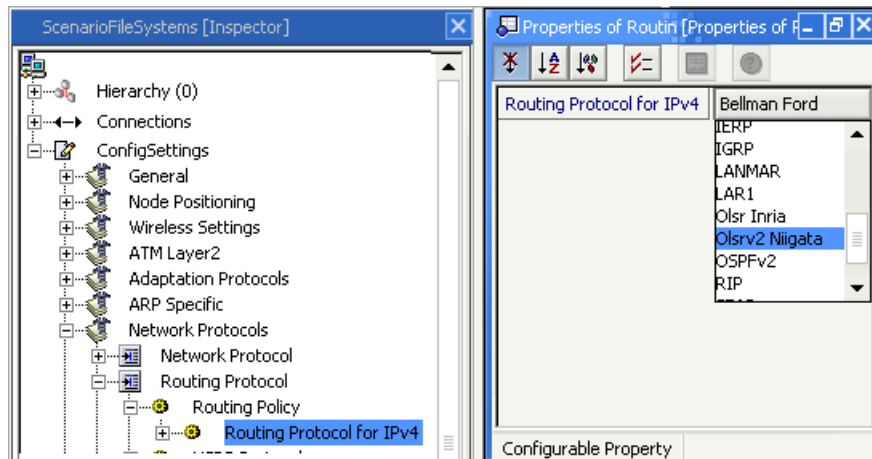 ScenarioFileSystems [Inspector]
Hierarchy (0)
Connections
ConfigSettings
General
Node Positioning
Wireless Settings
ATM Layer2
Adaptation Protocols
ARP Specific
Network Protocols
Network Protocol
Routing Protocol
Routing Policy
Routing Protocol for IPv4
Properties of Routin [Properties of
Routing Protocol for IPv4
Bellman Ford
IERP
IGRP
LANMAR
LAR1
Olsr Inria
Olsrv2 Niigata
OSPFv2
RIP
Configurable Property